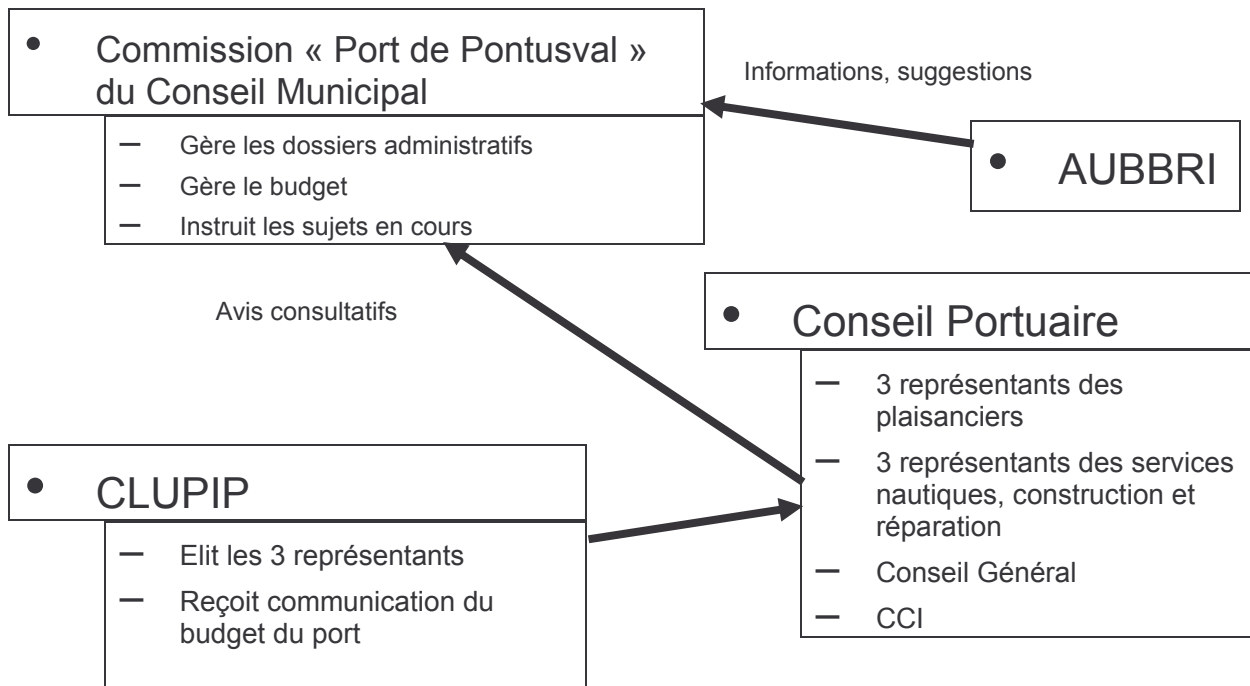 • Commission « Port de Pontusval »
du Conseil Municipal
– Gère les dossiers administratifs
– Gère le budget
– Instruit les sujets en cours
Informations, suggestions
• AUBBRI
Avis consultatifs
• Conseil Portuaire
– 3 représentants des
plaisanciers
– 3 représentants des services
nautiques, construction et
réparation
– Conseil Général
– CCI
• CLUPIP
– Elit les 3 représentants
– Reçoit communication du
budget du port